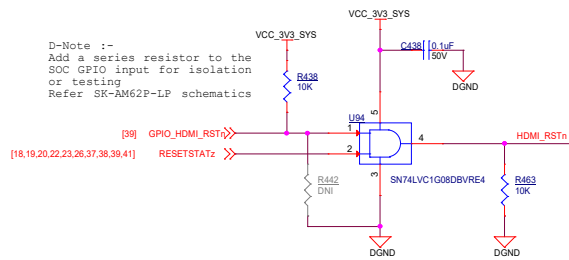 VCC_3V3_SYS
VCC_3V3_SYS
D-Note :-
Add a series resistor to the
SOC GPIO input for isolation
or testing
Refer SK-AM62P-LP schematics
C438
0.1uF
50V
DGND
R438
10K
U94
5
[39] GPIO_HDMI_RSTn
1
4
HDMI_RSTn
[18,19,20,22,23,26,37,38,39,41] RESETSTATz
2
3
R442
DNI
SN74LVC1G08DBVRE4
R463
10K
DGND
DGND